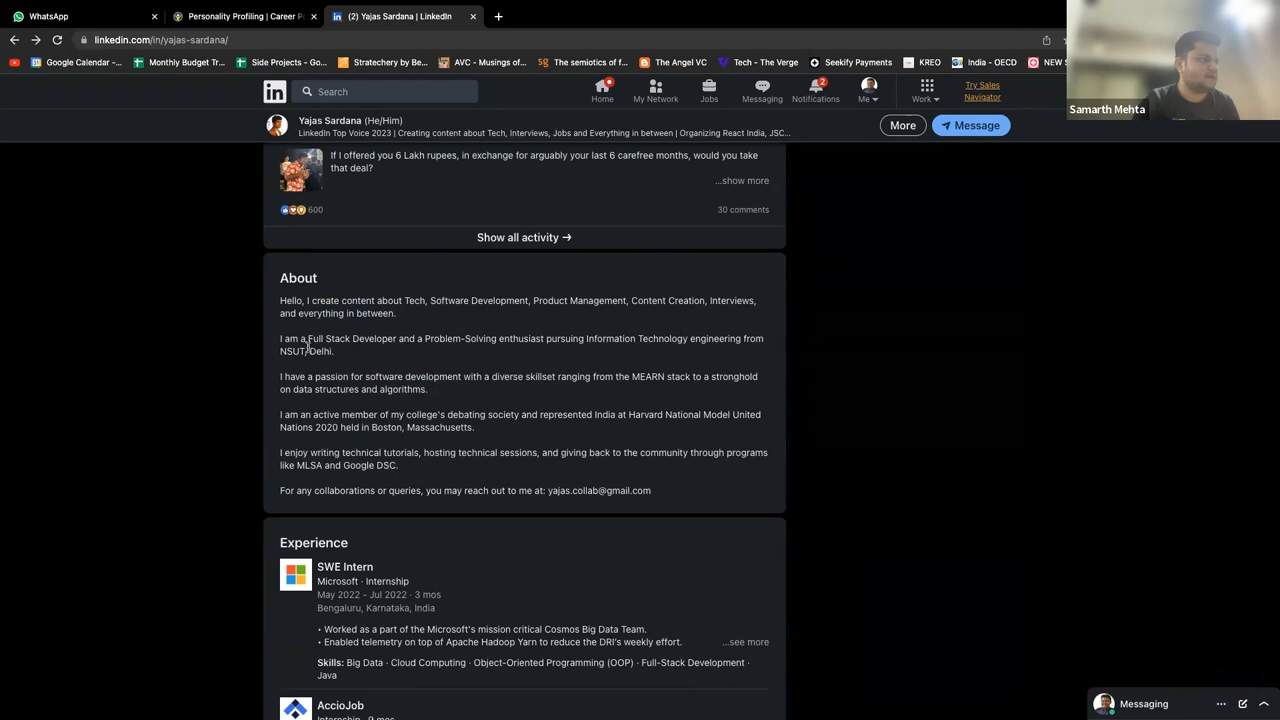 WhatsApp
Personality Profiling | Career P
(2) Yajas Sardana | LinkedIn
linkedin.com/in/yajas-sardana/
Google Calendar -...
Monthly Budget Tr...
Side Projects - Go...
Stratechery by Be...
AVC - Musings of...
The semiotics of f...
The Angel VC
Tech - The Verge
Seekify Payments
KREO
India - OECD
NEW S
Samarth Mehta
in
Search
Home
My Network
Jobs
Messaging
2
Notifications
Me
Work
Try Sales
Navigator
Yajas Sardana (He/Him)
LinkedIn Top Voice 2023 | Creating content about Tech, Interviews, Jobs and Everything in between | Organizing React India, JSC...
More
Message
If I offered you 6 Lakh rupees, in exchange for arguably your last 6 carefree months, would you take
that deal?
...show more
600
30 comments
Show all activity →
About
Hello, I create content about Tech, Software Development, Product Management, Content Creation, Interviews,
and everything in between.
I am a Full Stack Developer and a Problem-Solving enthusiast pursuing Information Technology engineering from
NSUT, Delhi.
I have a passion for software development with a diverse skillset ranging from the MEARN stack to a stronghold
on data structures and algorithms.
I am an active member of my college's debating society and represented India at Harvard National Model United
Nations 2020 held in Boston, Massachusetts.
I enjoy writing technical tutorials, hosting technical sessions, and giving back to the community through programs
like MLSA and Google DSC.
For any collaborations or queries, you may reach out to me at: yajas.collab@gmail.com
Experience
SWE Intern
Microsoft · Internship
May 2022 - Jul 2022 · 3 mos
Bengaluru, Karnataka, India
• Worked as a part of the Microsoft's mission critical Cosmos Big Data Team.
• Enabled telemetry on top of Apache Hadoop Yarn to reduce the DRI's weekly effort.
...see more
Skills: Big Data · Cloud Computing · Object-Oriented Programming (OOP) · Full-Stack Development ·
Java
AccioJob
Internship · 9 mos
Messaging